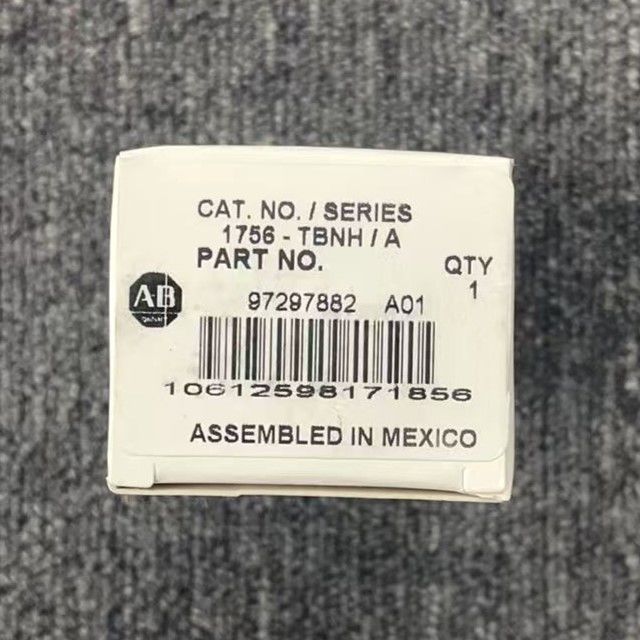 CAT. NO. / SERIES
1756 - TBNH / A
PART NO.
QTY
1
AB
97297882 A01
10612598171856
ASSEMBLED IN MEXICO